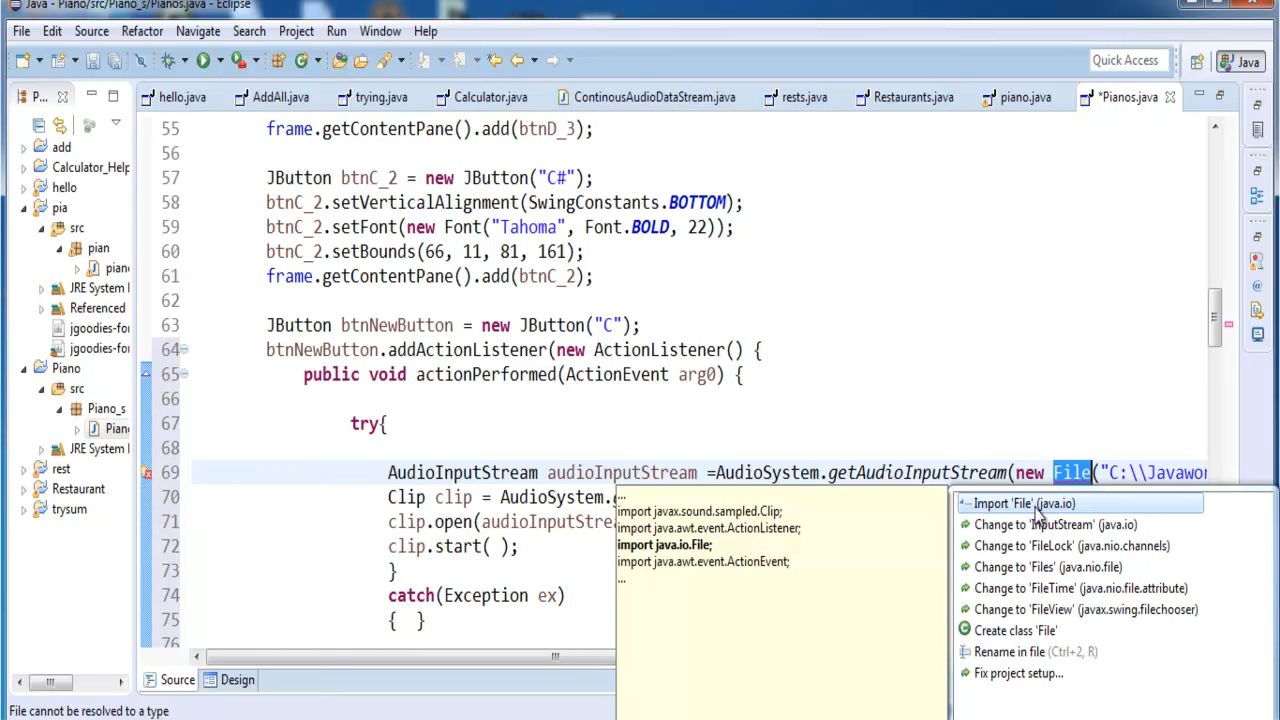 Java - Piano/src/Piano_s/Pianos.java - Eclipse
File Edit Source Refactor Navigate Search Project Run Window Help
Quick Access Java
P... hello.java AddAll.java trying.java Calculator.java ContinousAudioDataStream.java rests.java Restaurants.java piano.java *Pianos.java
add
Calculator_Help
hello
pia
src
pian
piano
JRE System
Referenced
jgoodies-for
jgoodies-for
Piano
src
Piano_s
Pian
JRE System
rest
Restaurant
trysum
55 frame.getContentPane().add(btnD_3);
56
57 JButton btnC_2 = new JButton("C#");
58 btnC_2.setVerticalAlignment(SwingConstants.BOTTOM);
59 btnC_2.setFont(new Font("Tahoma", Font.BOLD, 22));
60 btnC_2.setBounds(66, 11, 81, 161);
61 frame.getContentPane().add(btnC_2);
62
63 JButton btnNewButton = new JButton("C");
64 btnNewButton.addActionListener(new ActionListener() {
65 public void actionPerformed(ActionEvent arg0) {
66
67 try{
68
69 AudioInputStream audioInputStream =AudioSystem.getAudioInputStream(new File("C:\\Javawor
70 Clip clip = AudioSystem.
71 clip.open(audioInputStrea
72 clip.start( );
73 }
74 catch(Exception ex)
75 { }
76
...
import javax.sound.sampled.Clip;
import java.awt.event.ActionListener;
import java.io.File;
import java.awt.event.ActionEvent;
...
Import 'File' (java.io)
Change to 'InputStream' (java.io)
Change to 'FileLock' (java.nio.channels)
Change to 'Files' (java.nio.file)
Change to 'FileTime' (java.nio.file.attribute)
Change to 'FileView' (javax.swing.filechooser)
Create class 'File'
Rename in file (Ctrl+2, R)
Fix project setup...
Source Design
File cannot be resolved to a type